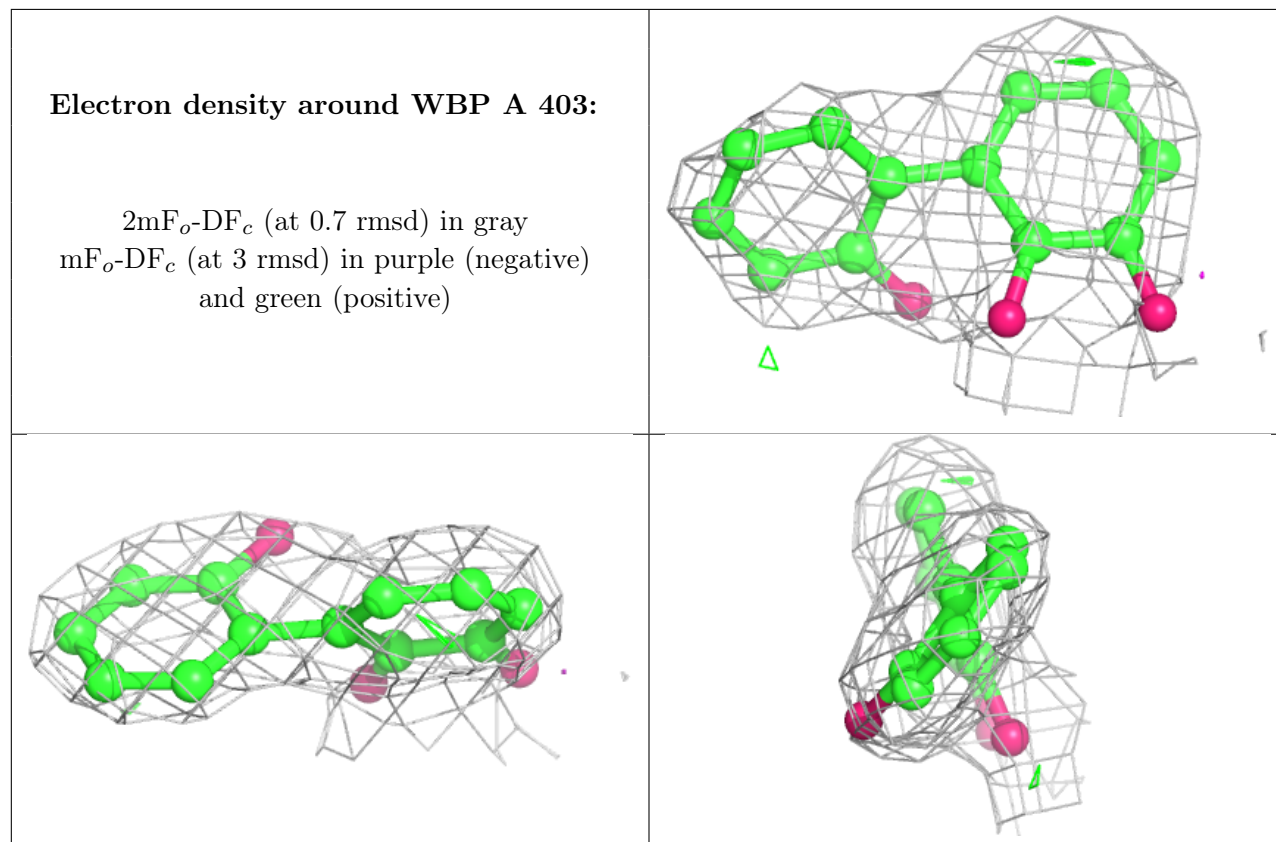 Electron density around WBP A 403:
2mFo-DFc (at 0.7 rmsd) in gray
mFo-DFc (at 3 rmsd) in purple (negative)
and green (positive)